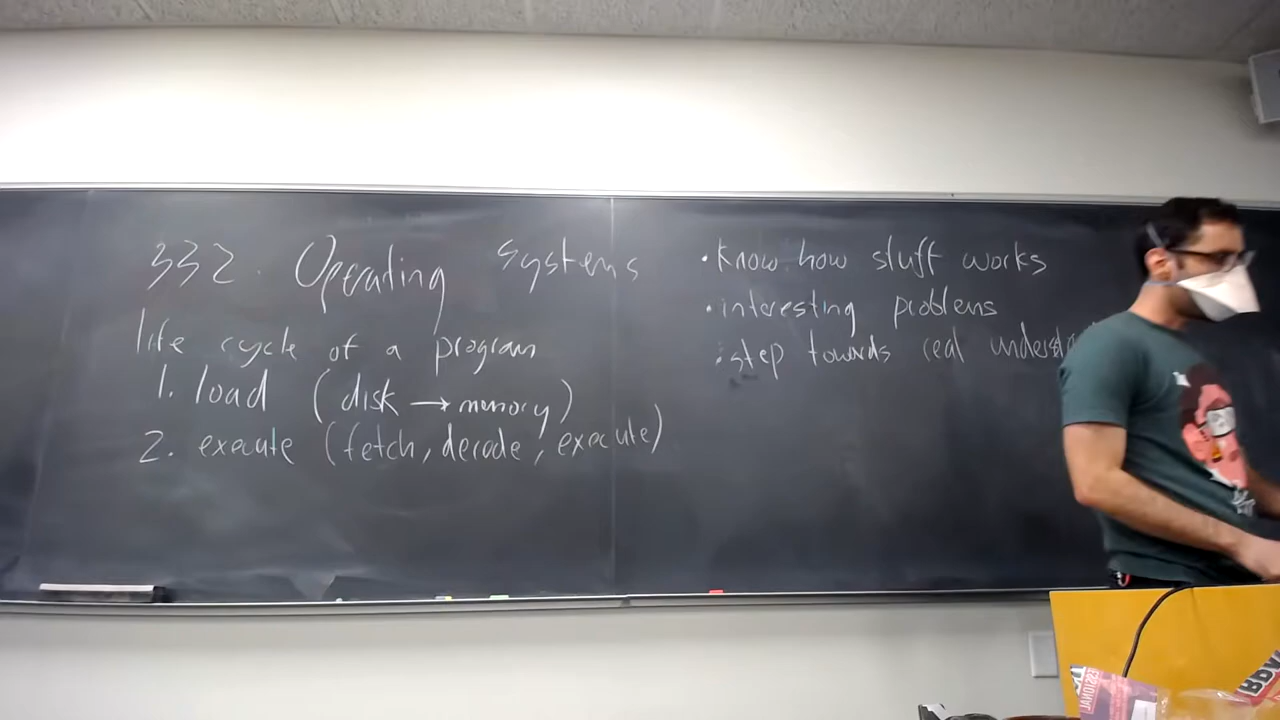 332. Operating Systems
life cycle of a program
1. load (disk → memory)
2. execute (fetch, decode, execute)
• know how stuff works
• interesting problems
• step towards real